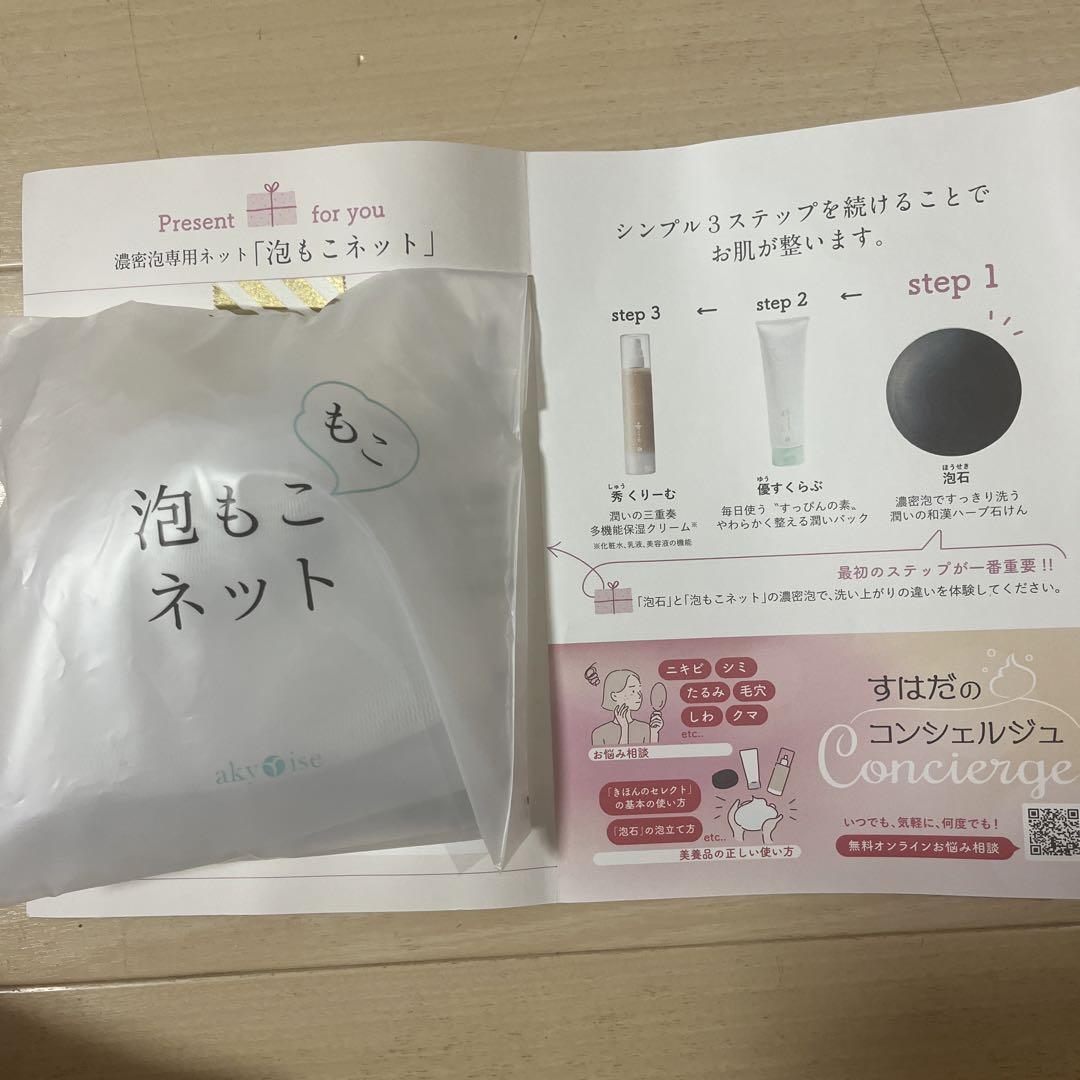 Present for you
濃密泡専用ネット「泡もこネット」
もこ
泡もこ
ネット
akyrise
シンプル3ステップを続けることで
お肌が整います。
step 1
←
step 2
←
step 3
ほうせき
泡石
濃密泡ですっきり洗う
潤いの和漢ハーブ石けん
ゆう
優すくらぶ
毎日使う〝すっぴんの素〟
やわらかく整える潤いパック
しゅう
秀くりーむ
潤いの三重奏
多機能保湿クリーム※
※化粧水、乳液、美容液の機能
最初のステップが一番重要!!
「泡石」と「泡もこネット」の濃密泡で、洗い上がりの違いを体験してください。
ニキビ シミ
たるみ 毛穴
しわ クマ
etc..
お悩み相談
「きほんのセレクト」
の基本の使い方
「泡石」の泡立て方
etc..
美養品の正しい使い方
すはだの
コンシェルジュ
Concierge
いつでも、気軽に、何度でも!
無料オンラインお悩み相談